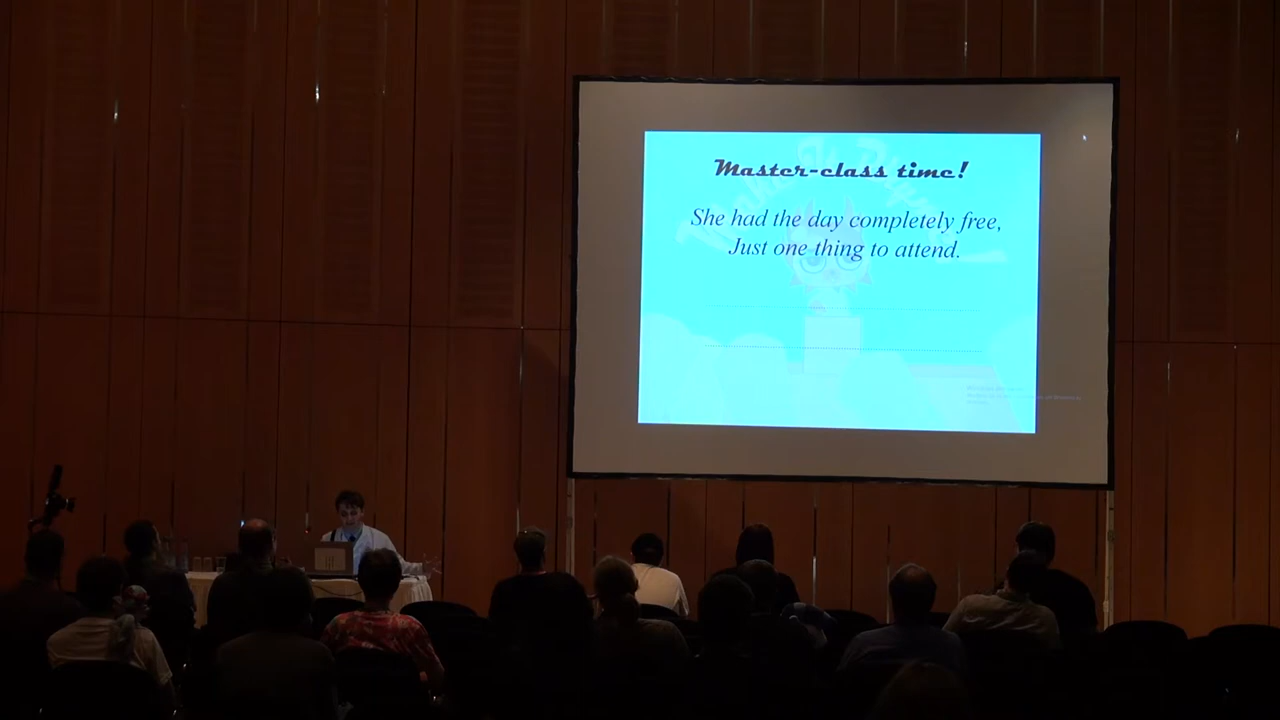 Master-class time!
She had the day completely free,
Just one thing to attend.